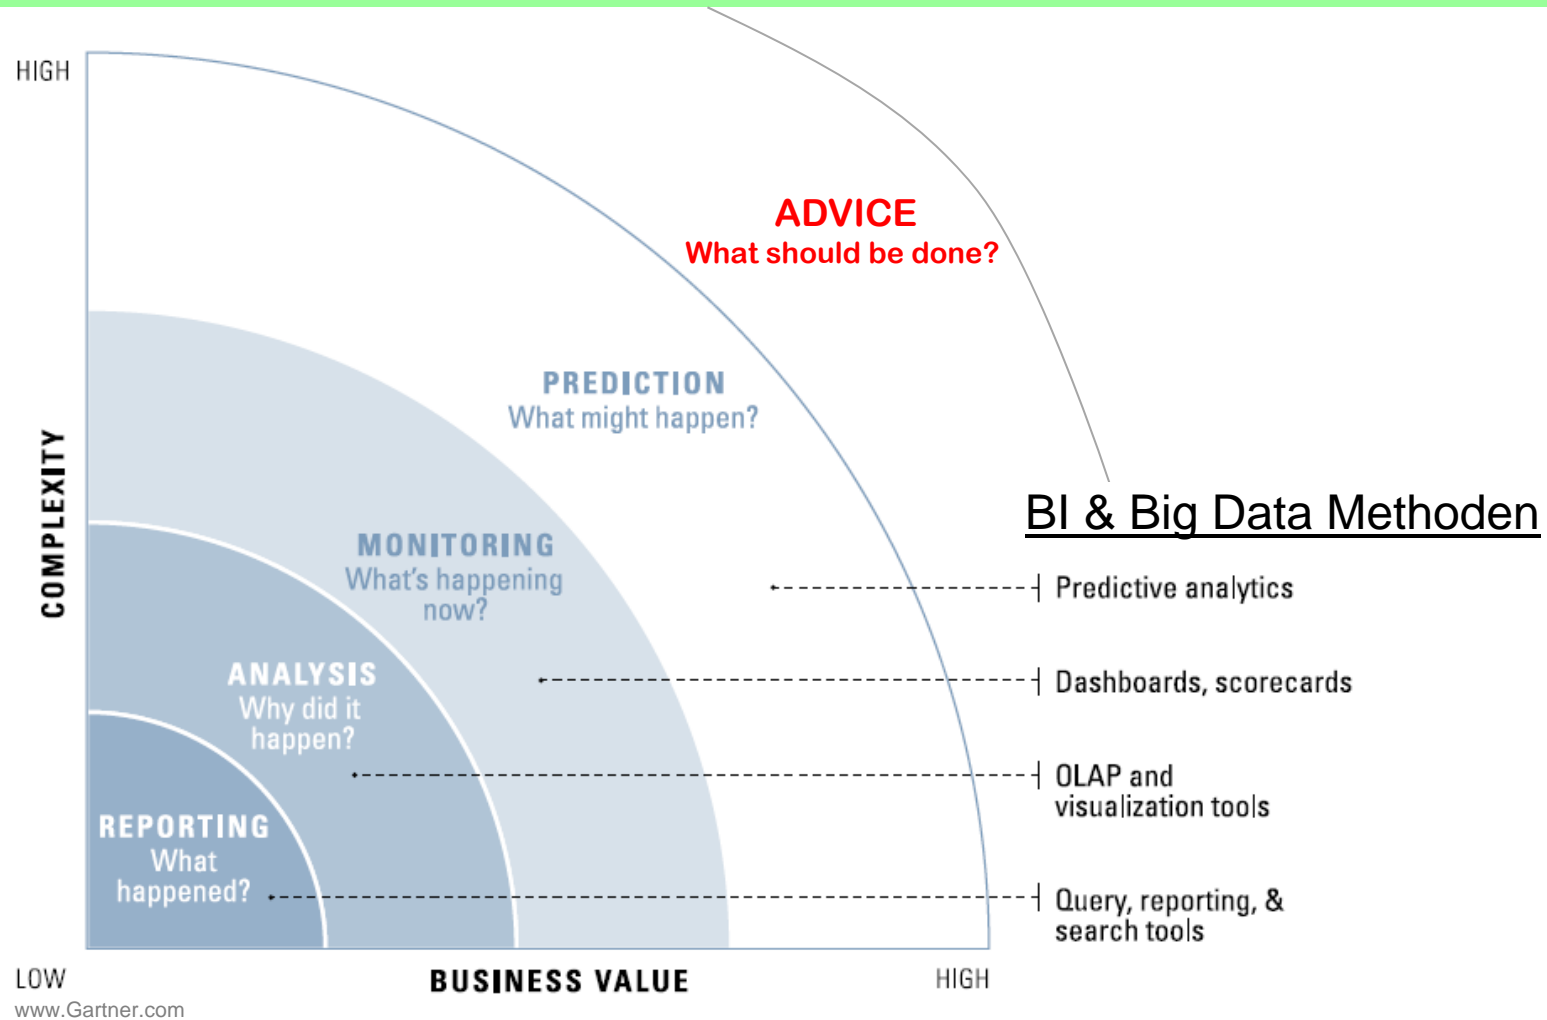 HIGH
ADVICE
What should be done?
PREDICTION
What might happen?
COMPLEXITY
BI & Big Data Methoden
MONITORING
What's happening
now?
Predictive analytics
ANALYSIS
Why did it
happen?
Dashboards, scorecards
OLAP and
visualization tools
REPORTING
What
happened?
Query, reporting, &
search tools
LOW
BUSINESS VALUE
HIGH
www.Gartner.com